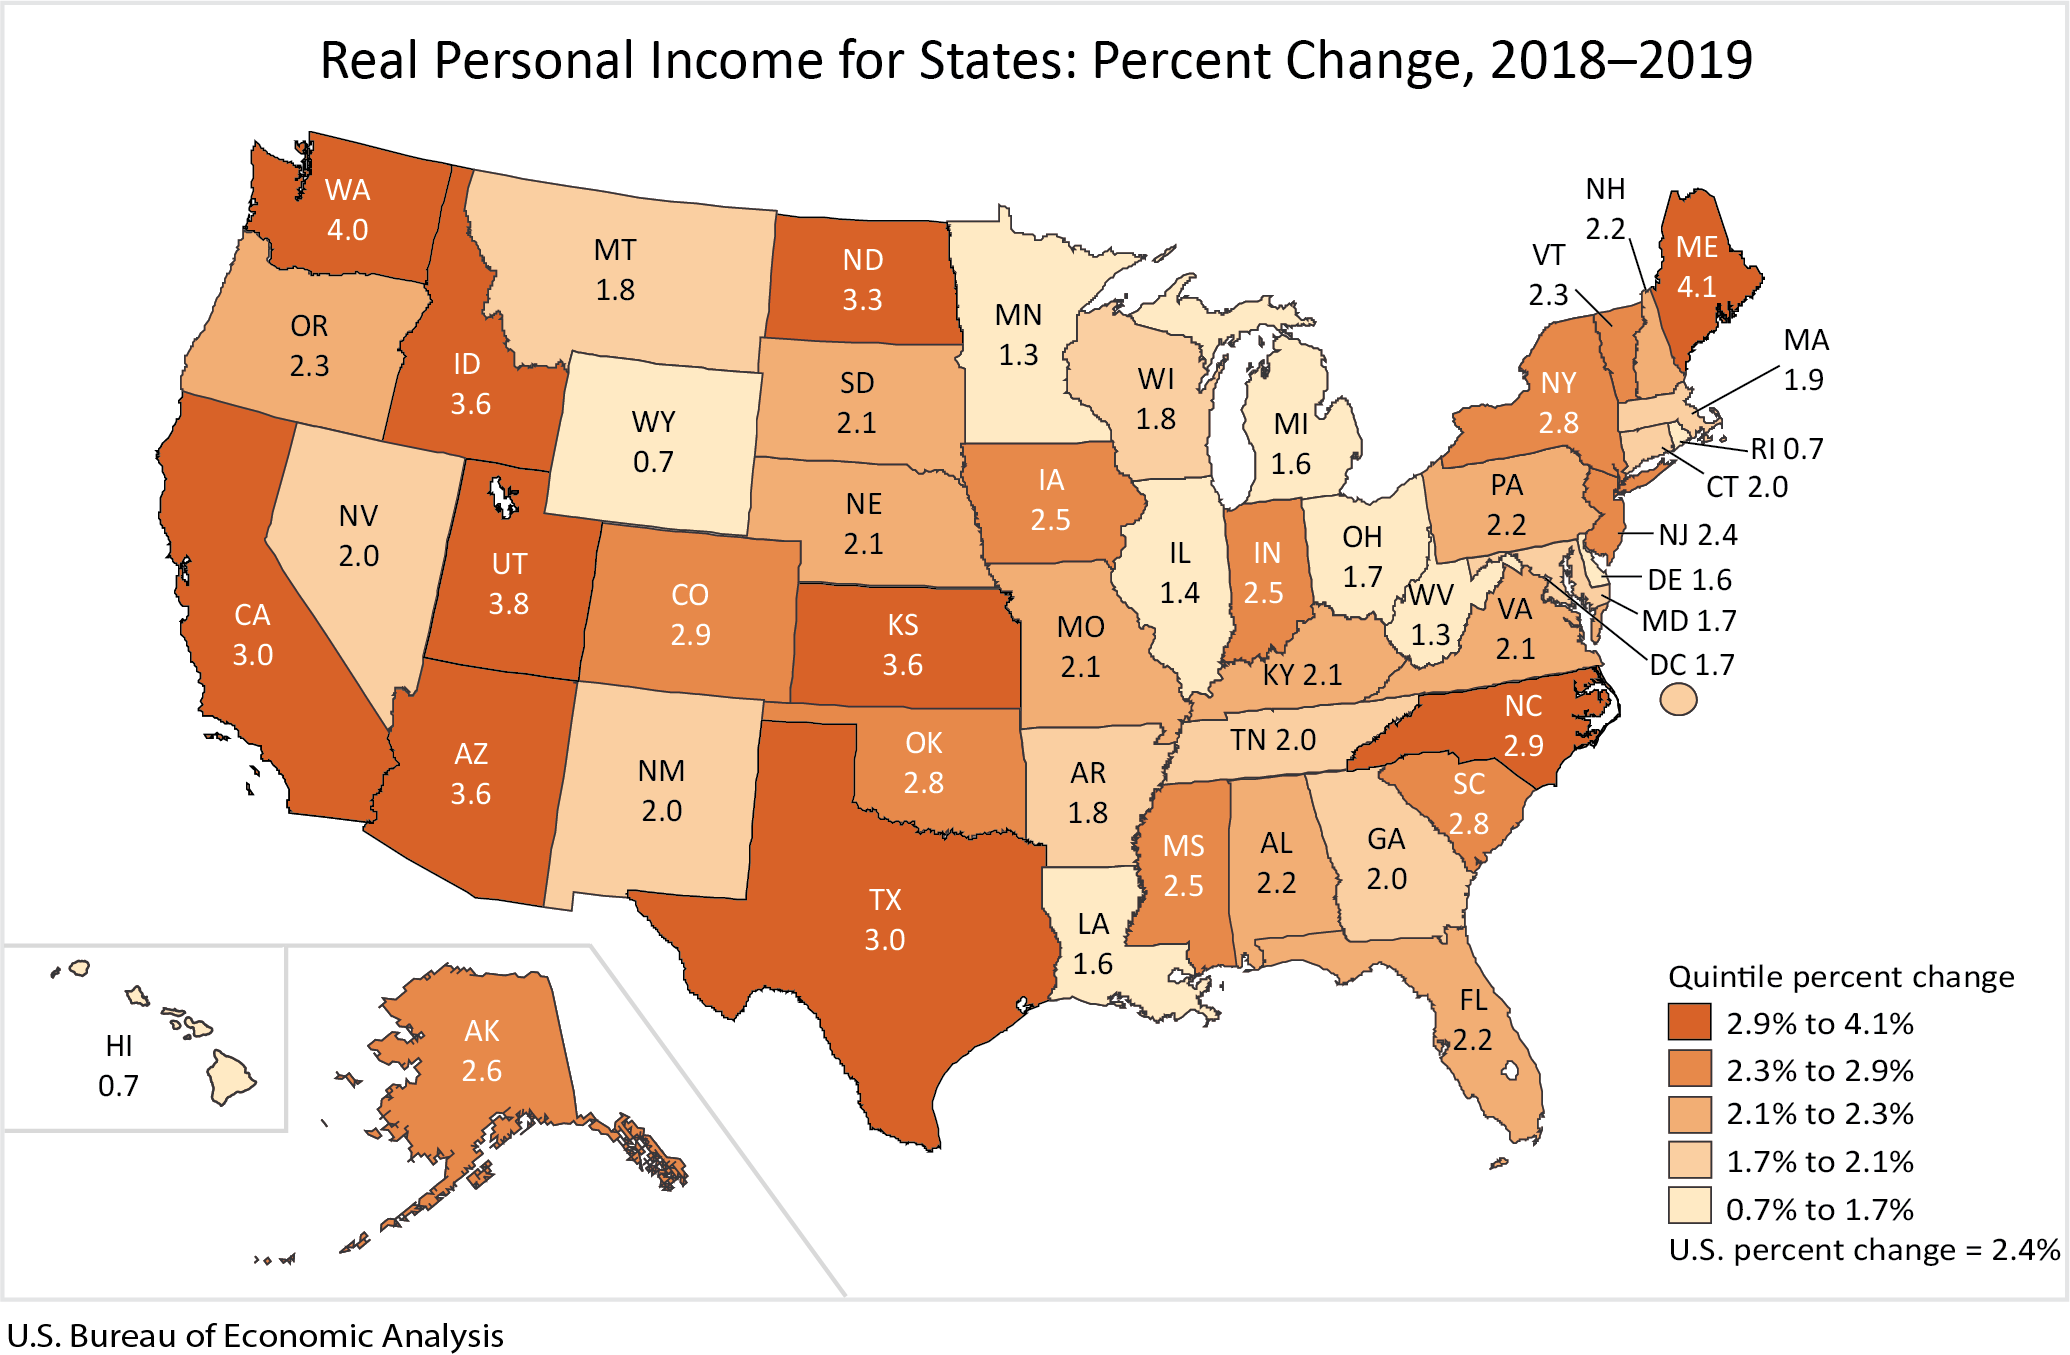 Real Personal Income for States: Percent Change, 2018–2019
WA
4.0
MT
1.8
ND
3.3
MN
1.3
NH
2.2
VT
2.3
ME
4.1
OR
2.3
ID
3.6
WY
0.7
SD
2.1
WI
1.8
MI
1.6
NY
2.8
MA
1.9
RI 0.7
CT 2.0
NV
2.0
UT
3.8
NE
2.1
IA
2.5
IL
1.4
IN
2.5
OH
1.7
PA
2.2
NJ 2.4
DE 1.6
MD 1.7
DC 1.7
CA
3.0
CO
2.9
KS
3.6
MO
2.1
KY 2.1
WV
1.3
VA
2.1
AZ
3.6
NM
2.0
OK
2.8
AR
1.8
TN 2.0
NC
2.9
SC
2.8
TX
3.0
LA
1.6
MS
2.5
AL
2.2
GA
2.0
FL
2.2
HI
0.7
AK
2.6
Quintile percent change
2.9% to 4.1%
2.3% to 2.9%
2.1% to 2.3%
1.7% to 2.1%
0.7% to 1.7%
U.S. percent change = 2.4%
U.S. Bureau of Economic Analysis